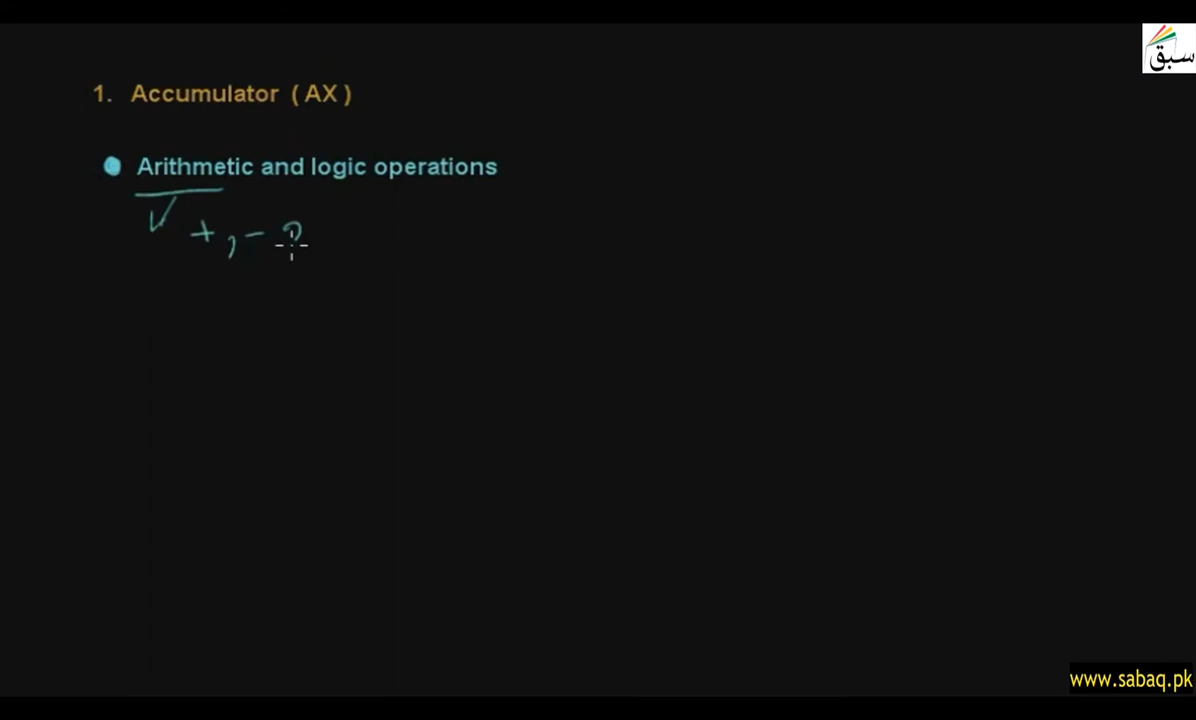 سبق
1. Accumulator ( AX )
Arithmetic and logic operations
+ , -
www.sabaq.pk